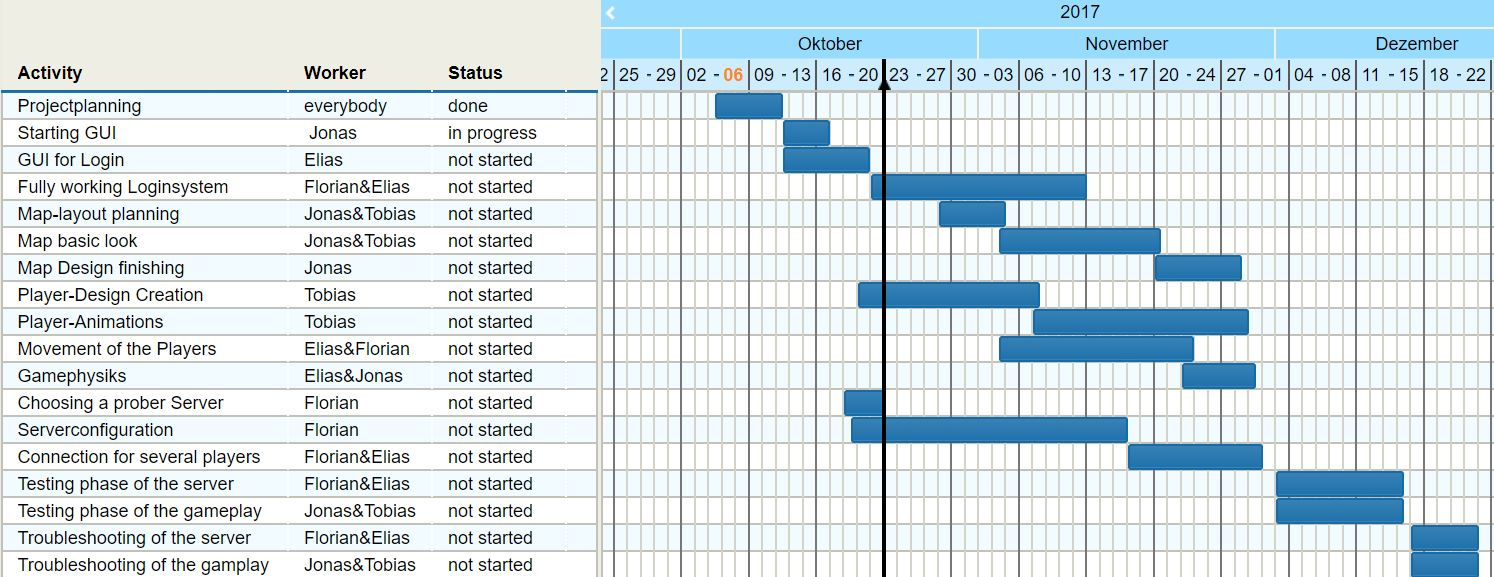 2017
Oktober November Dezember
Activity Worker Status 2 25 - 29 02 - 06 09 - 13 16 - 20 23 - 27 30 - 03 06 - 10 13 - 17 20 - 24 27 - 01 04 - 08 11 - 15 18 - 22
Projectplanning everybody done
Starting GUI Jonas in progress
GUI for Login Elias not started
Fully working Loginsystem Florian&Elias not started
Map-layout planning Jonas&Tobias not started
Map basic look Jonas&Tobias not started
Map Design finishing Jonas not started
Player-Design Creation Tobias not started
Player-Animations Tobias not started
Movement of the Players Elias&Florian not started
Gamephysiks Elias&Jonas not started
Choosing a prober Server Florian not started
Serverconfiguration Florian not started
Connection for several players Florian&Elias not started
Testing phase of the server Florian&Elias not started
Testing phase of the gameplay Jonas&Tobias not started
Troubleshooting of the server Florian&Elias not started
Troubleshooting of the gamplay Jonas&Tobias not started